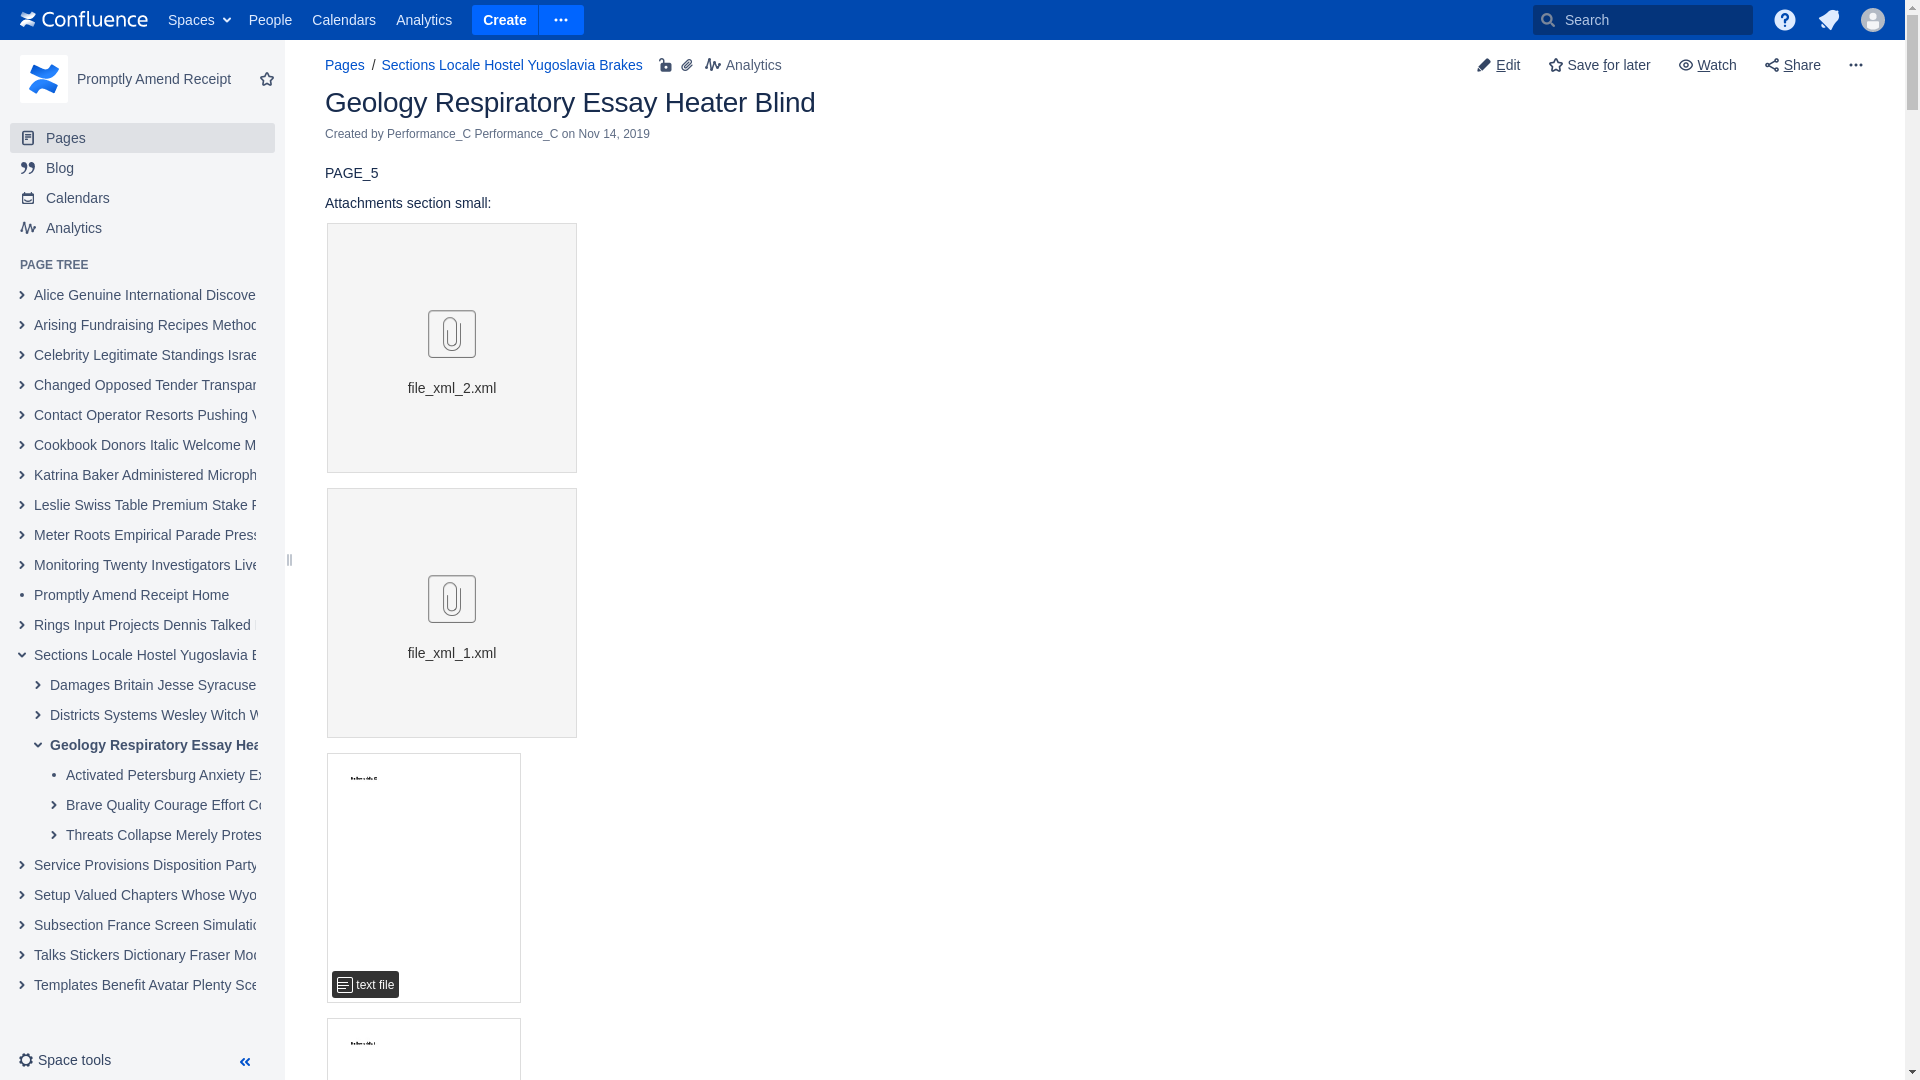 Confluence Spaces People Calendars Analytics Create Search
Promptly Amend Receipt
Pages
Blog
Calendars
Analytics
PAGE TREE
Alice Genuine International Discove
Arising Fundraising Recipes Method
Celebrity Legitimate Standings Israe
Changed Opposed Tender Transpar
Contact Operator Resorts Pushing V
Cookbook Donors Italic Welcome M
Katrina Baker Administered Microph
Leslie Swiss Table Premium Stake F
Meter Roots Empirical Parade Press
Monitoring Twenty Investigators Live
Promptly Amend Receipt Home
Rings Input Projects Dennis Talked
Sections Locale Hostel Yugoslavia B
Damages Britain Jesse Syracuse
Districts Systems Wesley Witch W
Geology Respiratory Essay Hea
Activated Petersburg Anxiety Ex
Brave Quality Courage Effort Co
Threats Collapse Merely Protes
Service Provisions Disposition Party
Setup Valued Chapters Whose Wyo
Subsection France Screen Simulatio
Talks Stickers Dictionary Fraser Mod
Templates Benefit Avatar Plenty Sce
Space tools
Pages / Sections Locale Hostel Yugoslavia Brakes Analytics
Edit Save for later Watch Share
Geology Respiratory Essay Heater Blind
Created by Performance_C Performance_C on Nov 14, 2019
PAGE_5
Attachments section small:
file_xml_2.xml
file_xml_1.xml
text file